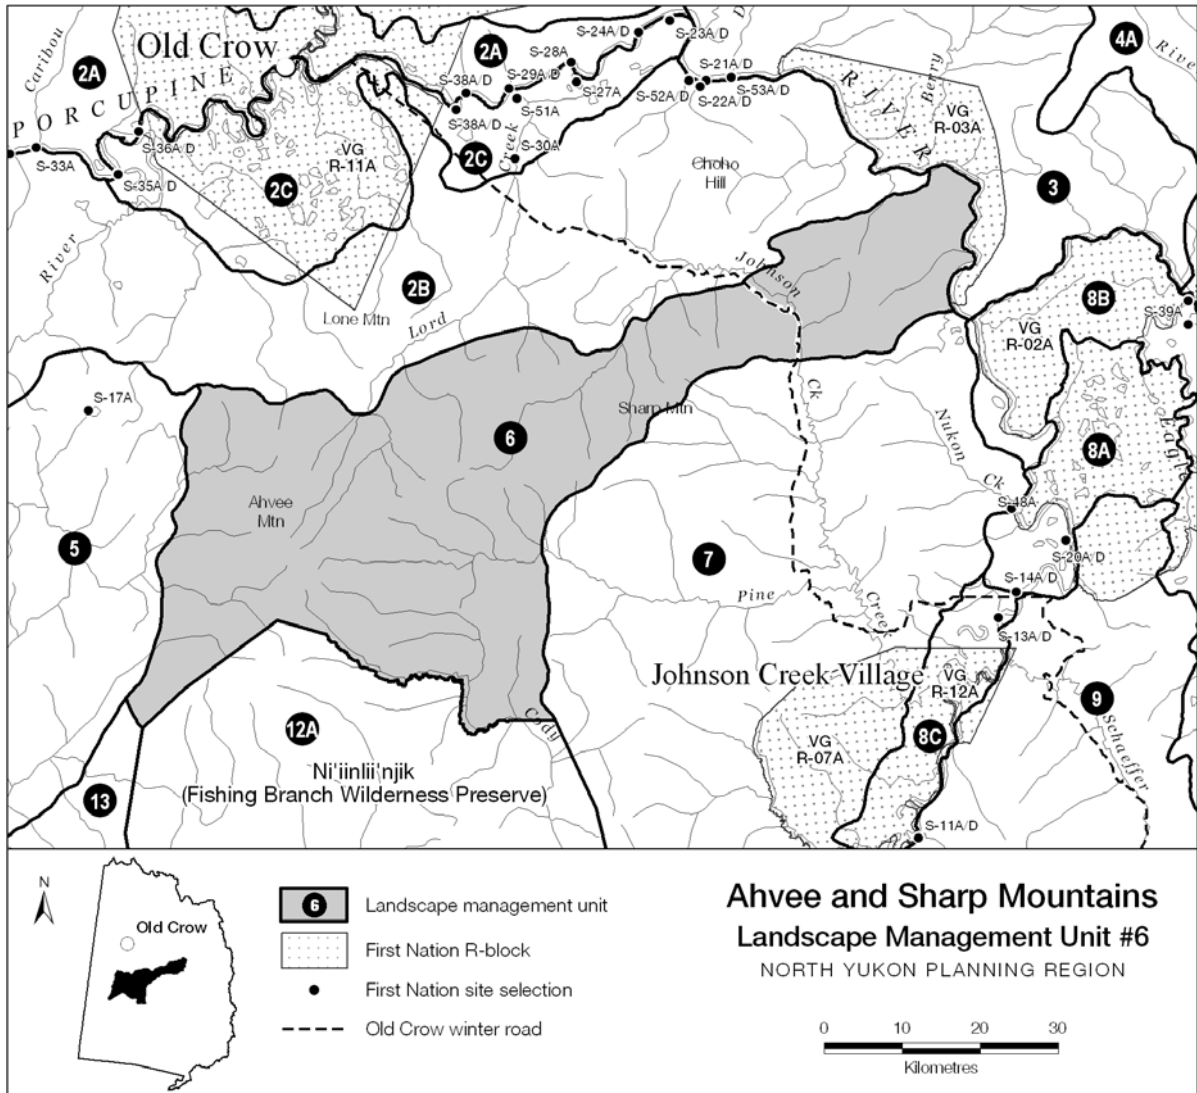 Old Crow
PORCUPINE
RIVER
Caribou
River
Berry
River
2A
2A
4A
S-24A/D
S-23A/D
S-28A
S-29A/D
S-38A/D
S-27A
S-51A
S-38A/D
S-21A/D
S-52A/D
S-53A/D
S-22A/D
VG
R-03A
S-33A
S-36A/D
S-35A/D
VG
R-11A
2C
2C
Creek
S-30A
Choho
Hill
3
Lone Mtn
2B
Lord
Johnson
Ck
8B
S-39A
VG
R-02A
S-17A
6
Sharp Mtn
Nukon
Ck
8A
Eagle
Ahvee
Mtn
S-48A
5
7
S-20A/D
S-14A/D
Pine
Creek
S-13A/D
Johnson Creek Village
VG
R-12A
9
Schaeffer
12A
Cody
VG
R-07A
8C
Ni'iinlii'njik
(Fishing Branch Wilderness Preserve)
13
S-11A/D
N
Old Crow
6
Landscape management unit
First Nation R-block
First Nation site selection
Old Crow winter road
Ahvee and Sharp Mountains
Landscape Management Unit #6
NORTH YUKON PLANNING REGION
0 10 20 30
Kilometres